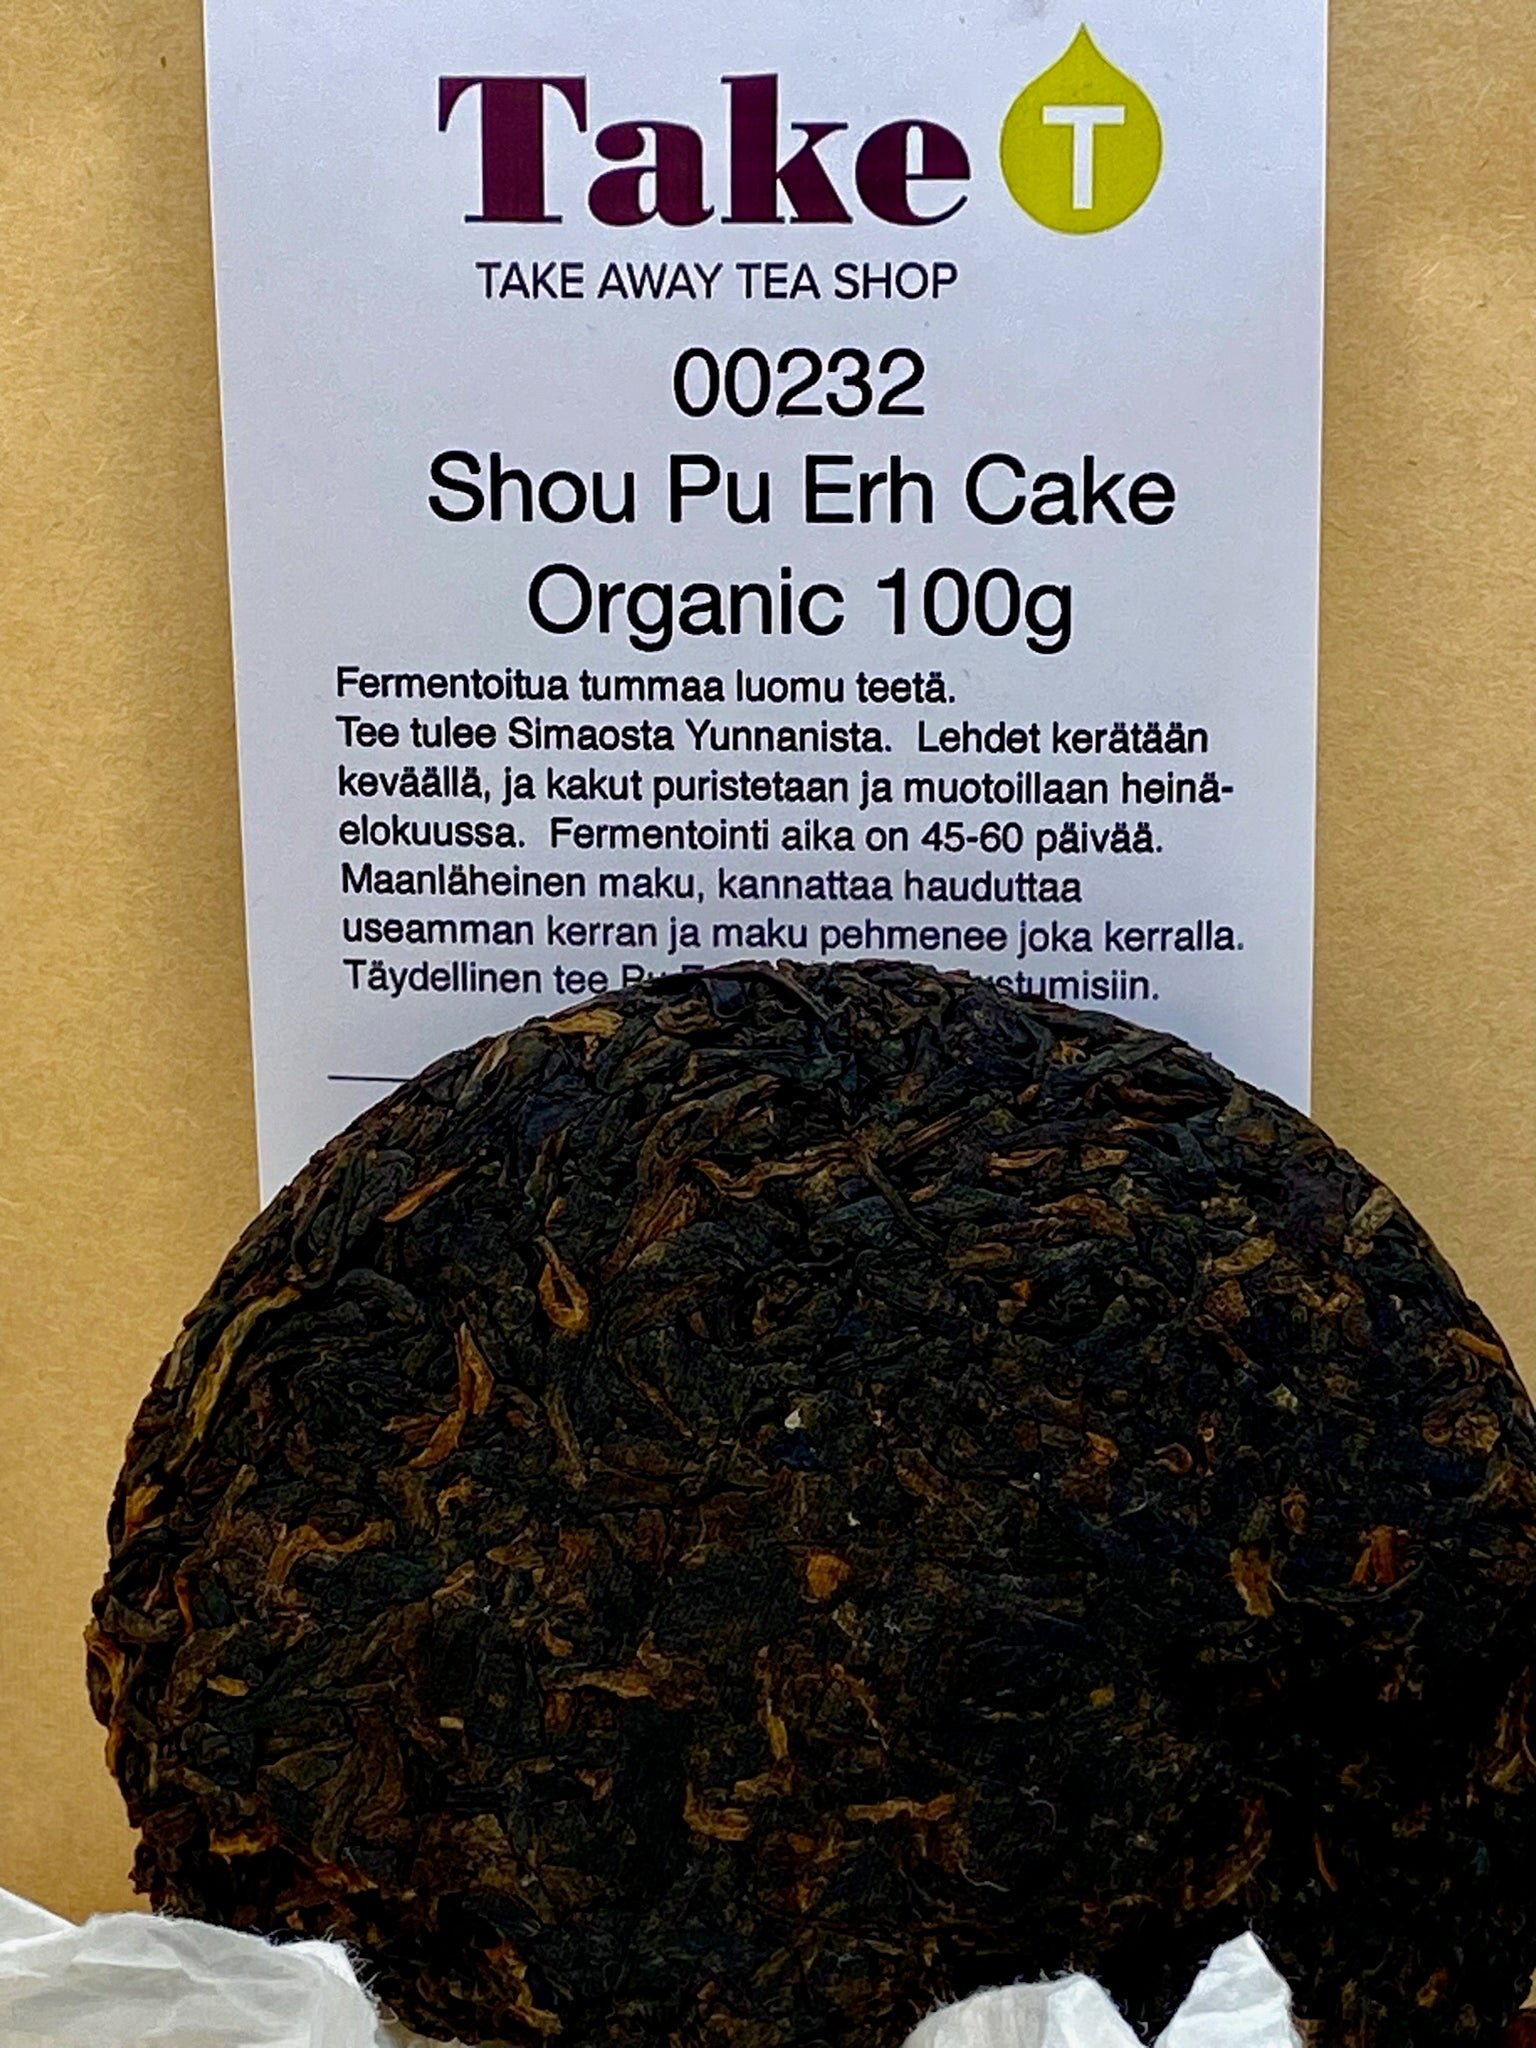 Take T
TAKE AWAY TEA SHOP
00232
Shou Pu Erh Cake
Organic 100g
Fermentoitua tummaa luomu teetä.
Tee tulee Simaosta Yunnanista. Lehdet kerätään
keväällä, ja kakut puristetaan ja muotoillaan heinä-
elokuussa. Fermentointi aika on 45-60 päivää.
Maanläheinen maku, kannattaa hauduttaa
useamman kerran ja maku pehmenee joka kerralla.
Täydellinen tee